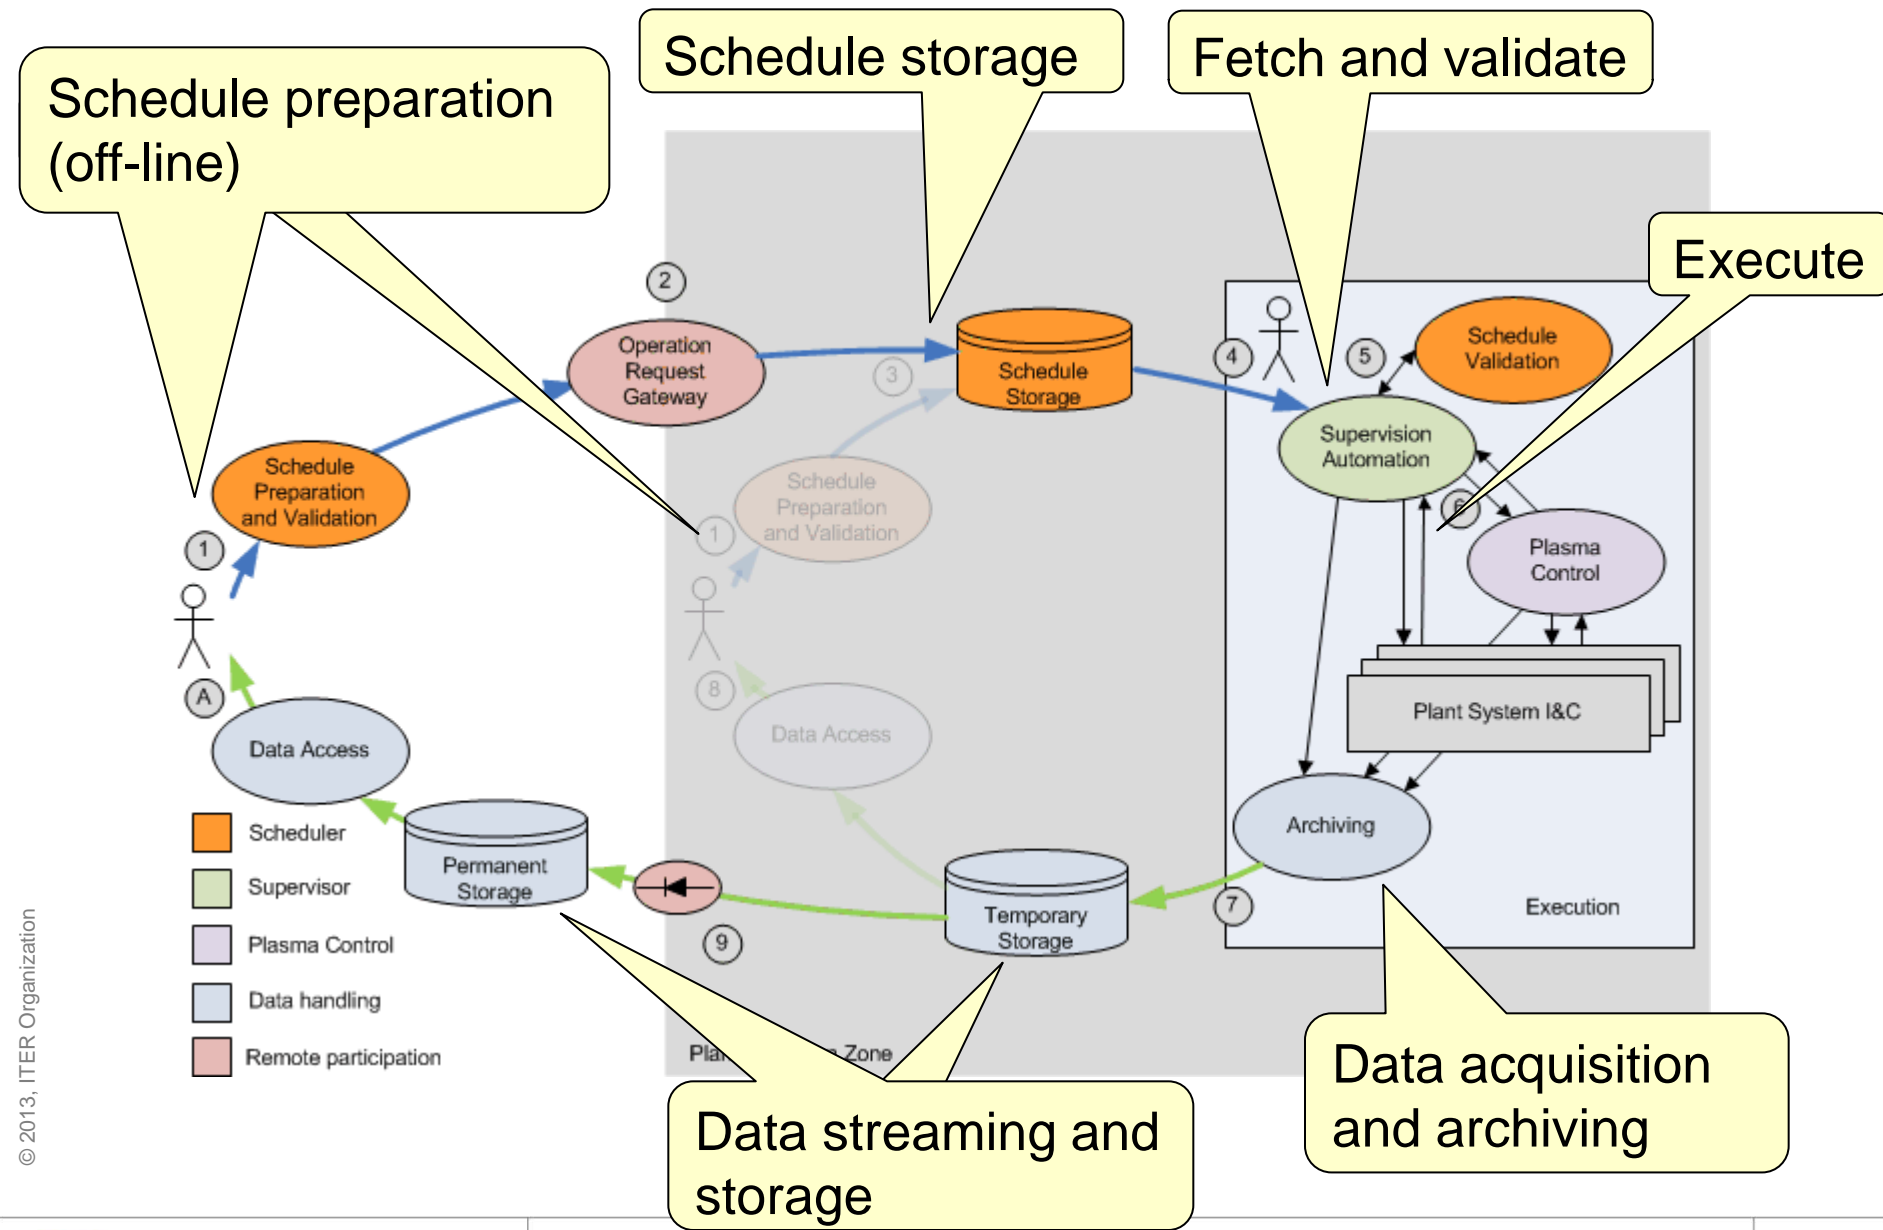 Schedule storage
Fetch and validate
Schedule preparation
(off-line)
Execute
2
Operation
Request
Gateway
3
Schedule
Storage
4
5
Schedule
Validation
Supervision
Automation
6
Schedule
Preparation
and Validation
1
Schedule
Preparation
and Validation
1
Plasma
Control
A
8
Data Access
Data Access
Plant System I&C
Archiving
Scheduler
Supervisor
Plasma Control
Data handling
Remote participation
Permanent
Storage
9
Temporary
Storage
7
Execution
Zone
Data streaming and
storage
Data acquisition
and archiving
© 2013, ITER Organization